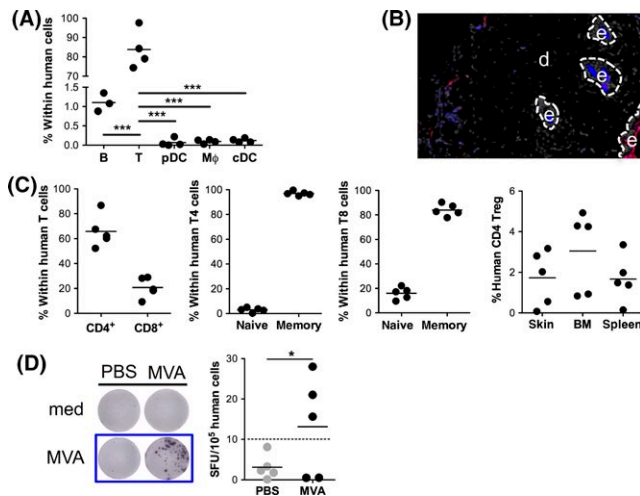 (A)
% Within human cells
100
90
80
70
60
1.5
1.0
0.5
0.0
***
***
***
***
B T pDC Mϕ cDC
(B)
d
e
e
e
e
(C)
% Within human T cells
100
80
60
40
20
0
CD4+ CD8+
% Within human T4 cells
100
80
60
40
20
0
Naive Memory
% Within human T8 cells
100
80
60
40
20
0
Naive Memory
%Human CD4 Treg
6
4
2
0
Skin BM Spleen
(D)
PBS MVA
med
MVA
SFU/10⁵ human cells
30
20
10
0
*
PBS MVA